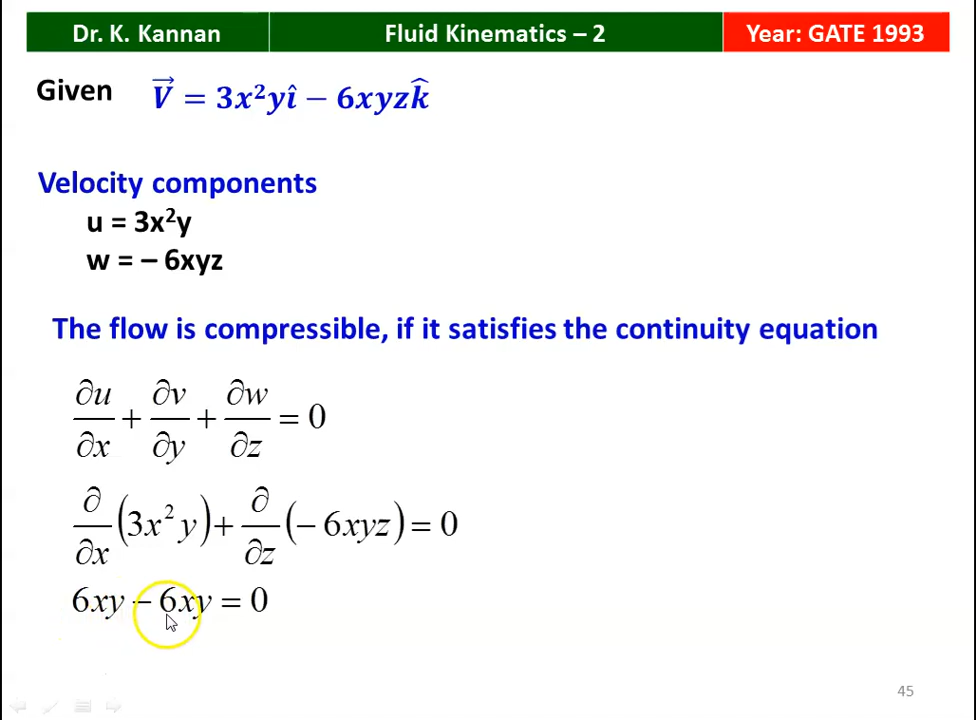 Dr. K. Kannan
Fluid Kinematics – 2
Year: GATE 1993
Given V⃗ = 3x²yî − 6xyzk̂
Velocity components
u = 3x²y
w = – 6xyz
The flow is compressible, if it satisfies the continuity equation
∂u/∂x + ∂v/∂y + ∂w/∂z = 0
∂/∂x (3x² y) + ∂/∂z (− 6xyz) = 0
6xy − 6xy = 0
45